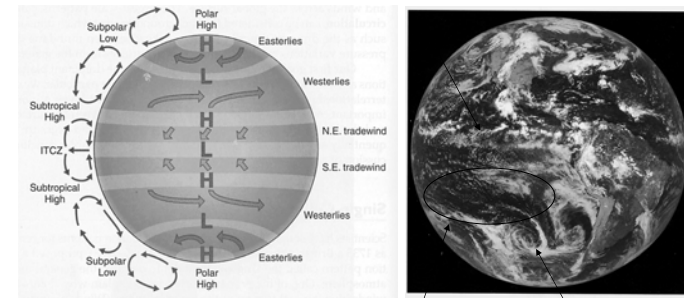 Polar
High
Subpolar
Low
Easterlies
H
L
Westerlies
Subtropical
High
H
N.E. tradewind
ITCZ
L
S.E. tradewind
Subtropical
High
H
Westerlies
L
Subpolar
Low
Easterlies
H
Polar
High